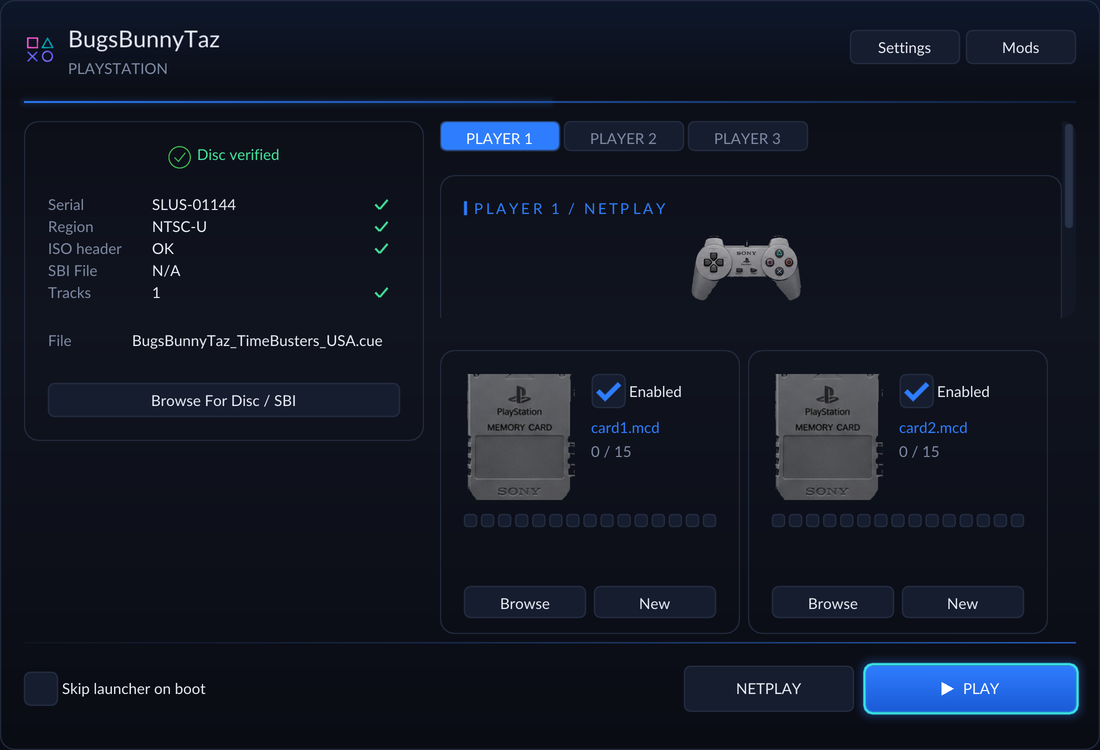 BugsBunnyTaz
PLAYSTATION
Settings
Mods
Disc verified
Serial SLUS-01144
Region NTSC-U
ISO header OK
SBI File N/A
Tracks 1
File BugsBunnyTaz_TimeBusters_USA.cue
Browse For Disc / SBI
PLAYER 1
PLAYER 2
PLAYER 3
PLAYER 1 / NETPLAY
SONY
PlayStation
MEMORY CARD
SONY
Enabled
card1.mcd
0 / 15
Browse
New
PlayStation
MEMORY CARD
SONY
Enabled
card2.mcd
0 / 15
Browse
New
Skip launcher on boot
NETPLAY
PLAY